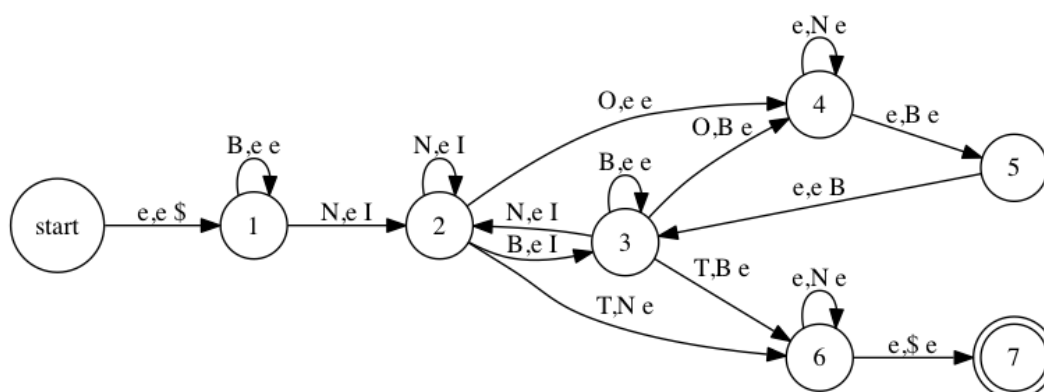 e,N e
4
O,e e
e,B e
O,B e
B,e e
N,e I
B,e e
5
e,e B
start
e,e $
1
N,e I
2
N,e I
3
B,e I
T,B e
e,N e
T,N e
6
e,$ e
7